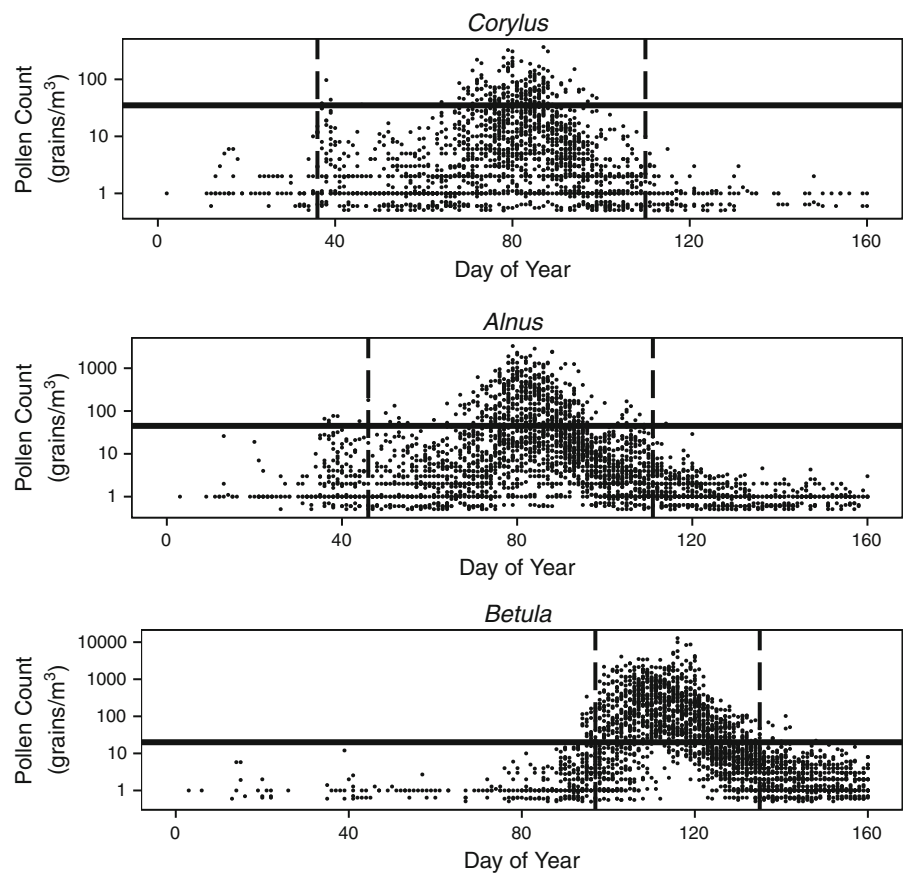 Corylus
Pollen Count
(grains/m³)
100
10
1
0 40 80 120 160
Day of Year
Alnus
Pollen Count
(grains/m³)
1000
100
10
1
0 40 80 120 160
Day of Year
Betula
Pollen Count
(grains/m³)
10000
1000
100
10
1
0 40 80 120 160
Day of Year